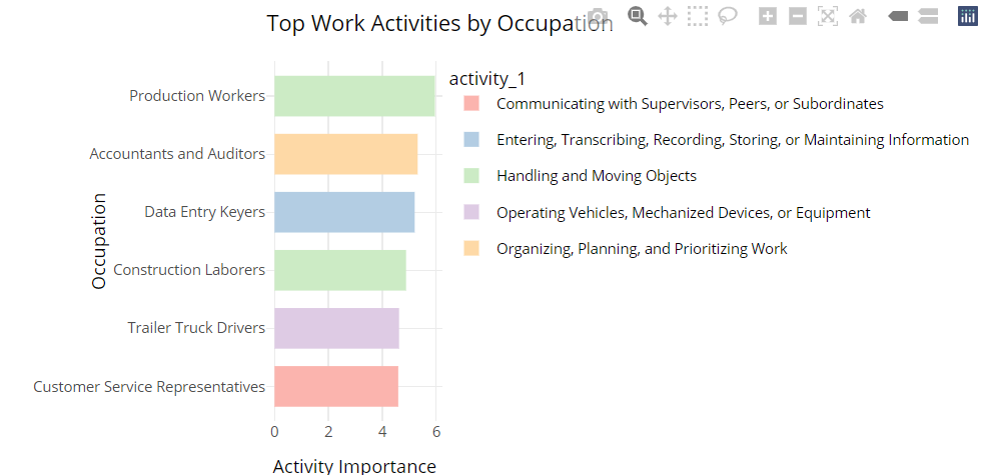 Top Work Activities by Occupation
activity_1
Communicating with Supervisors, Peers, or Subordinates
Entering, Transcribing, Recording, Storing, or Maintaining Information
Handling and Moving Objects
Operating Vehicles, Mechanized Devices, or Equipment
Organizing, Planning, and Prioritizing Work
Occupation
Production Workers
Accountants and Auditors
Data Entry Keyers
Construction Laborers
Trailer Truck Drivers
Customer Service Representatives
0 2 4 6
Activity Importance